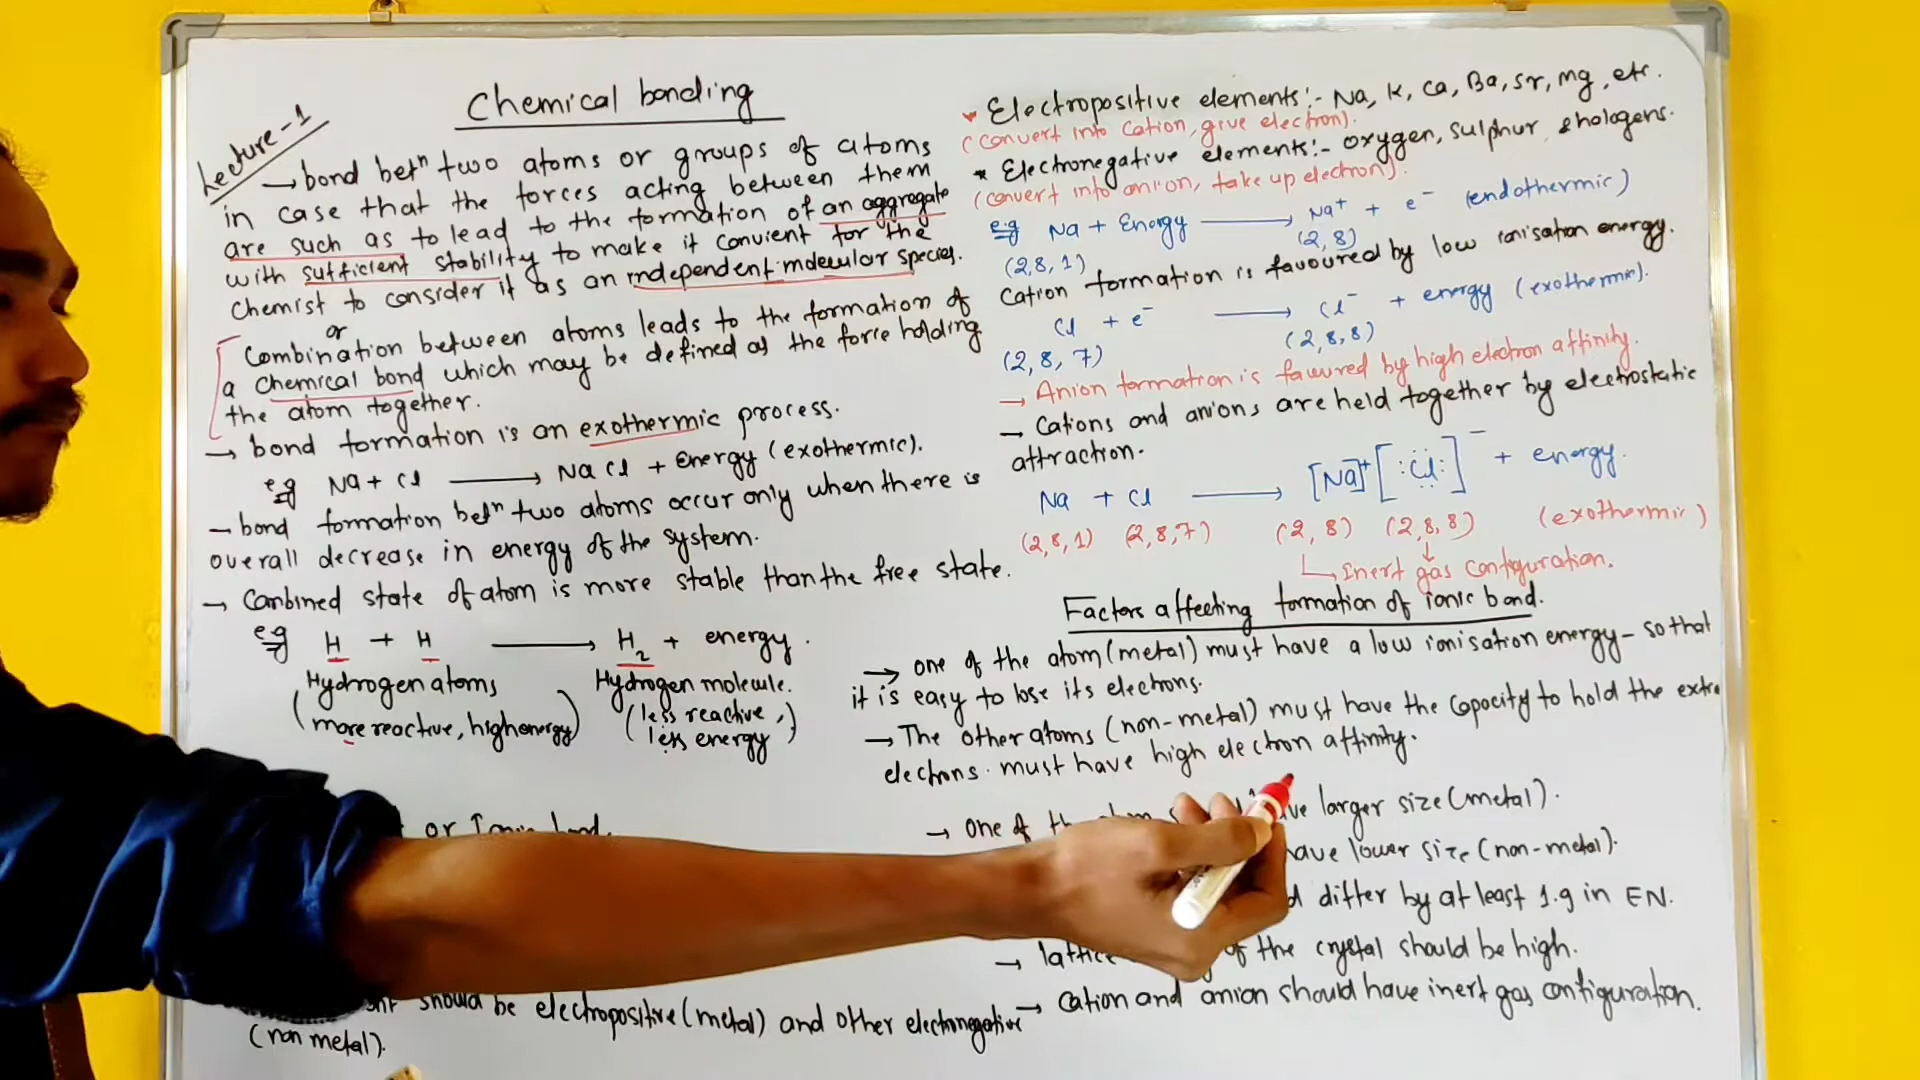 Lecture-1
Chemical bonding
→ bond betⁿ two atoms or groups of atoms
in case that the forces acting between them
are such as to lead to the formation of an aggregate
with sufficient stability to make it convient for the
chemist to consider it as an independent molecular species.
or
Combination between atoms leads to the formation of
a chemical bond which may be defined as the force holding
the atom together.
→ bond formation is an exothermic process.
eg Na + Cl ⟶ NaCl + Energy (exothermic).
→ bond formation betⁿ two atoms occur only when there is
overall decrease in energy of the system.
→ Combined state of atom is more stable than the free state.
eg H + H ⟶ H₂ + energy.
Hydrogen atoms Hydrogen molecule.
(more reactive, high energy) (less reactive,
less energy)
or Ionic bond.
should be electropositive (metal) and other electronegative
(non metal).
* Electropositive elements:- Na, K, Ca, Ba, Sr, Mg, etc.
(Convert into cation, give electron).
* Electronegative elements:- oxygen, sulphur & halogens.
(convert into anion, take up electron).
eg Na + Energy ⟶ Na⁺ + e⁻ (endothermic)
(2,8,1) (2,8)
Cation formation is favoured by low ionisation energy.
Cl + e⁻ ⟶ Cl⁻ + energy (exothermic).
(2,8,7) (2,8,8)
→ Anion formation is favoured by high electron affinity.
→ Cations and anions are held together by electrostatic
attraction.
Na + Cl ⟶ [Na]⁺ [:Cl:]⁻ + energy.
(2,8,1) (2,8,7) (2,8) (2,8,8) (exothermic)
↳ Inert gas configuration.
Factors affecting formation of ionic bond.
→ one of the atom (metal) must have a low ionisation energy - so that
it is easy to lose its electrons.
→ The other atoms (non-metal) must have the capacity to hold the extra
electrons. must have high electron affinity.
→ One of the atom have larger size (metal).
have lower size (non-metal).
differ by at least 1.9 in EN.
→ lattice of the crystal should be high.
→ Cation and anion should have inert gas configuration.